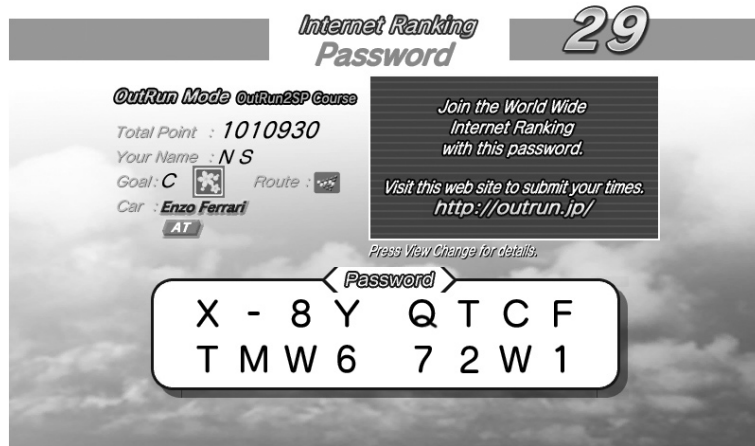 Internet Ranking
Password
29
OutRun Mode OutRun2SP Course
Total Point : 1010930
Your Name : N S
Goal : C Route :
Car : Enzo Ferrari
AT
Join the World Wide
Internet Ranking
with this password.
Visit this web site to submit your times.
http://outrun.jp/
Press View Change for details.
Password
X - 8 Y Q T C F
T M W 6 7 2 W 1